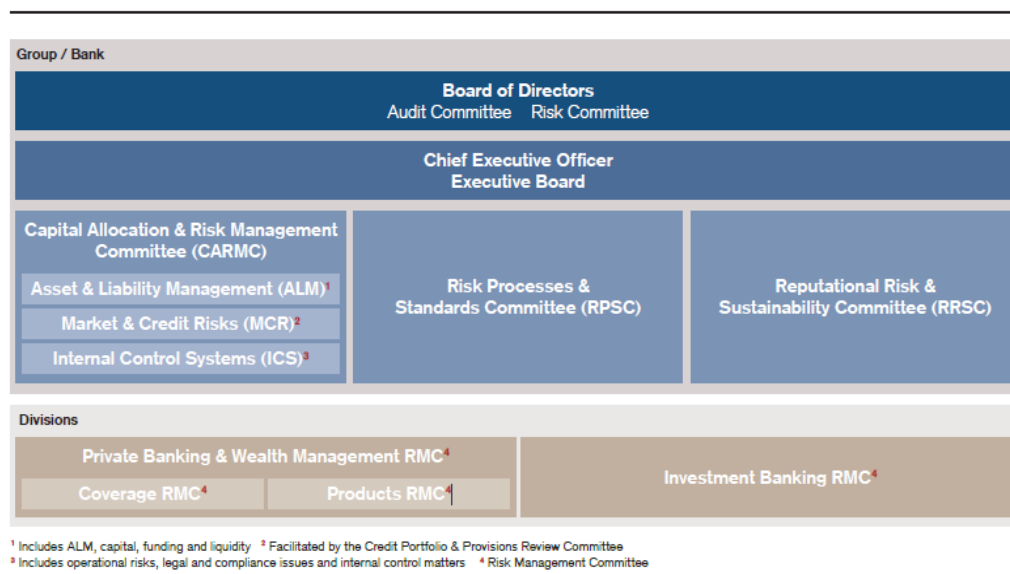 Group / Bank
Board of Directors
Audit Committee Risk Committee
Chief Executive Officer
Executive Board
Capital Allocation & Risk Management
Committee (CARMC)
Asset & Liability Management (ALM)¹
Market & Credit Risks (MCR)²
Internal Control Systems (ICS)³
Risk Processes &
Standards Committee (RPSC)
Reputational Risk &
Sustainability Committee (RRSC)
Divisions
Private Banking & Wealth Management RMC⁴
Coverage RMC⁴
Products RMC⁴
Investment Banking RMC⁴
¹ Includes ALM, capital, funding and liquidity ² Facilitated by the Credit Portfolio & Provisions Review Committee
³ Includes operational risks, legal and compliance issues and internal control matters ⁴ Risk Management Committee